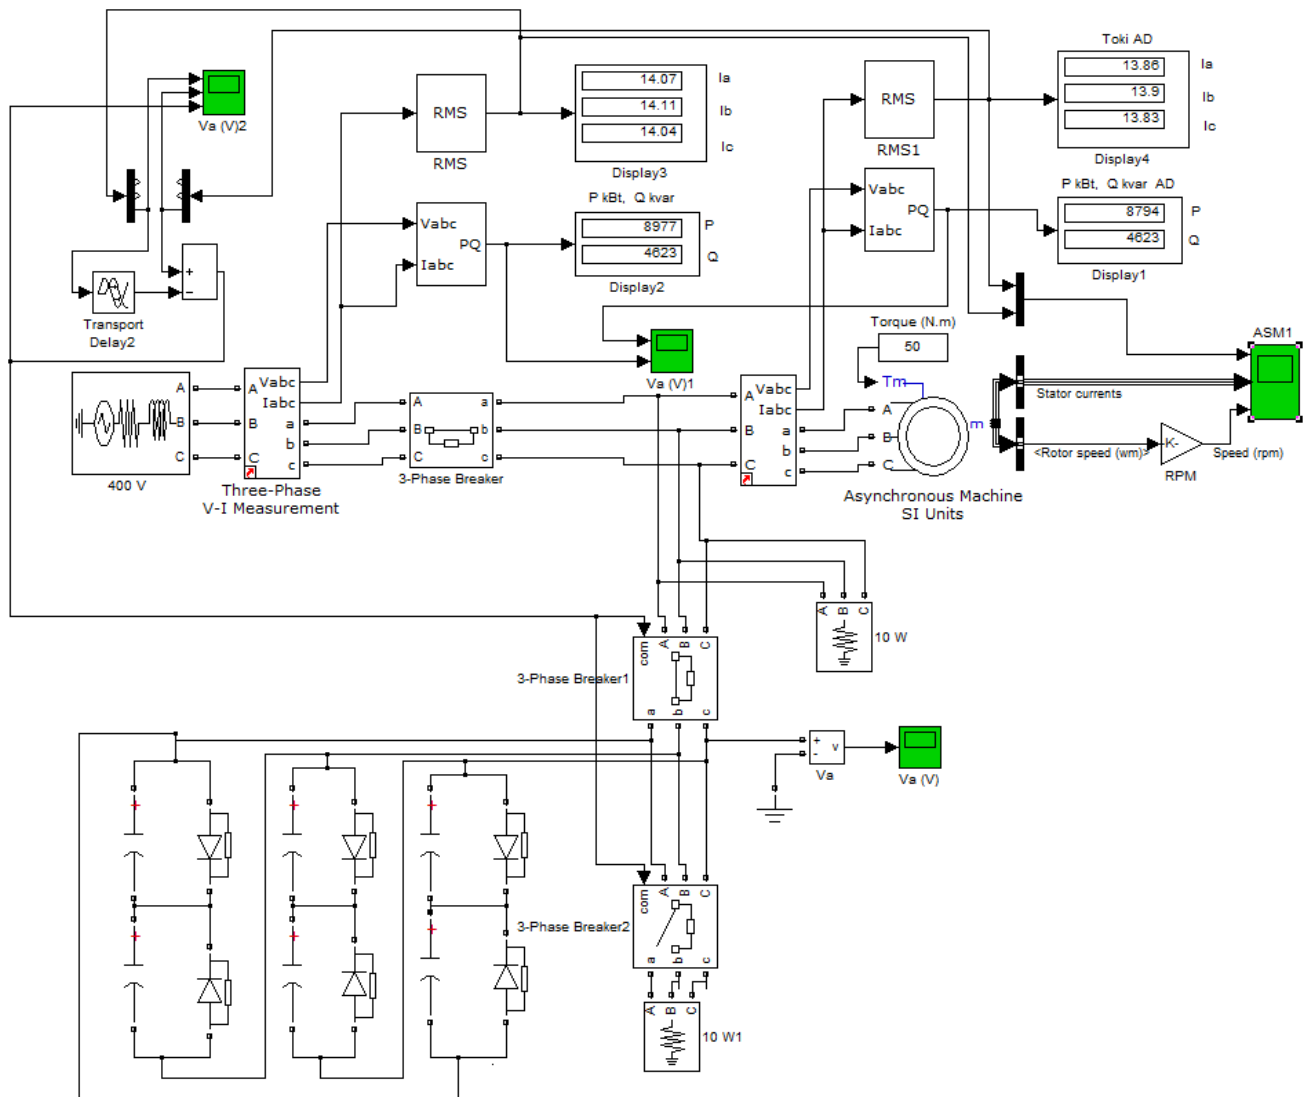 Toki AD
14.07
Ia
14.11
Ib
14.04
Ic
RMS
RMS
Display3
13.86
Ia
13.9
Ib
13.83
Ic
RMS
RMS1
Display4
Va (V)2
P kBt, Q kvar
8977
P
4623
Q
Display2
Vabc
Iabc
PQ
P kBt, Q kvar AD
8794
P
4623
Q
Display1
Vabc
Iabc
PQ
+
-
Transport
Delay2
Torque (N.m)
50
Va (V)1
ASM1
A
B
C
400 V
A
B
C
Vabc
Iabc
a
b
c
Three-Phase
V-I Measurement
A
B
C
a
b
c
3-Phase Breaker
A
B
C
Vabc
Iabc
a
b
c
Tm
A
B
C
m
Asynchronous Machine
SI Units
Stator currents
<Rotor speed (wm)>
K-
RPM
Speed (rpm)
A B C
10 W
com A B C
3-Phase Breaker1
a b c
+
-
v
Va
Va (V)
+
+
+
com A B C
3-Phase Breaker2
a b c
+
+
+
A B C
10 W1